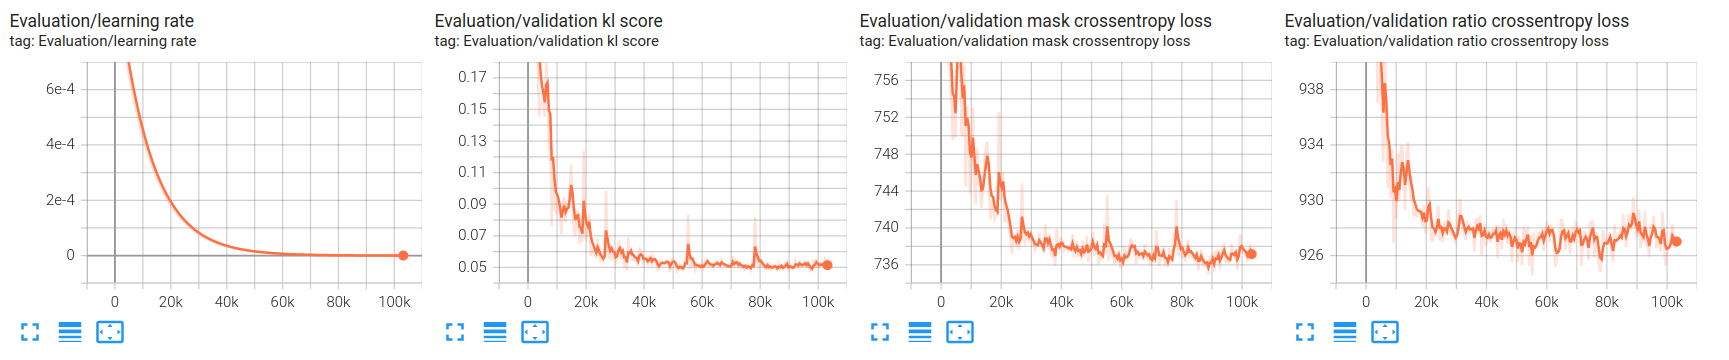 Evaluation/learning rate
tag: Evaluation/learning rate
6e-4
4e-4
2e-4
0
0 20k 40k 60k 80k 100k
Evaluation/validation kl score
tag: Evaluation/validation kl score
0.17
0.15
0.13
0.11
0.09
0.07
0.05
0 20k 40k 60k 80k 100k
Evaluation/validation mask crossentropy loss
tag: Evaluation/validation mask crossentropy loss
756
752
748
744
740
736
0 20k 40k 60k 80k 100k
Evaluation/validation ratio crossentropy loss
tag: Evaluation/validation ratio crossentropy loss
938
934
930
926
0 20k 40k 60k 80k 100k